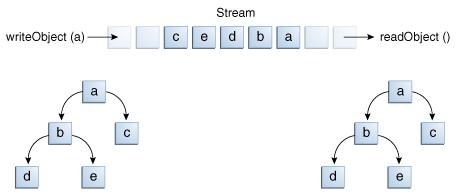 Stream
writeObject (a) c e d b a readObject ()
a a
b c b c
d e d e